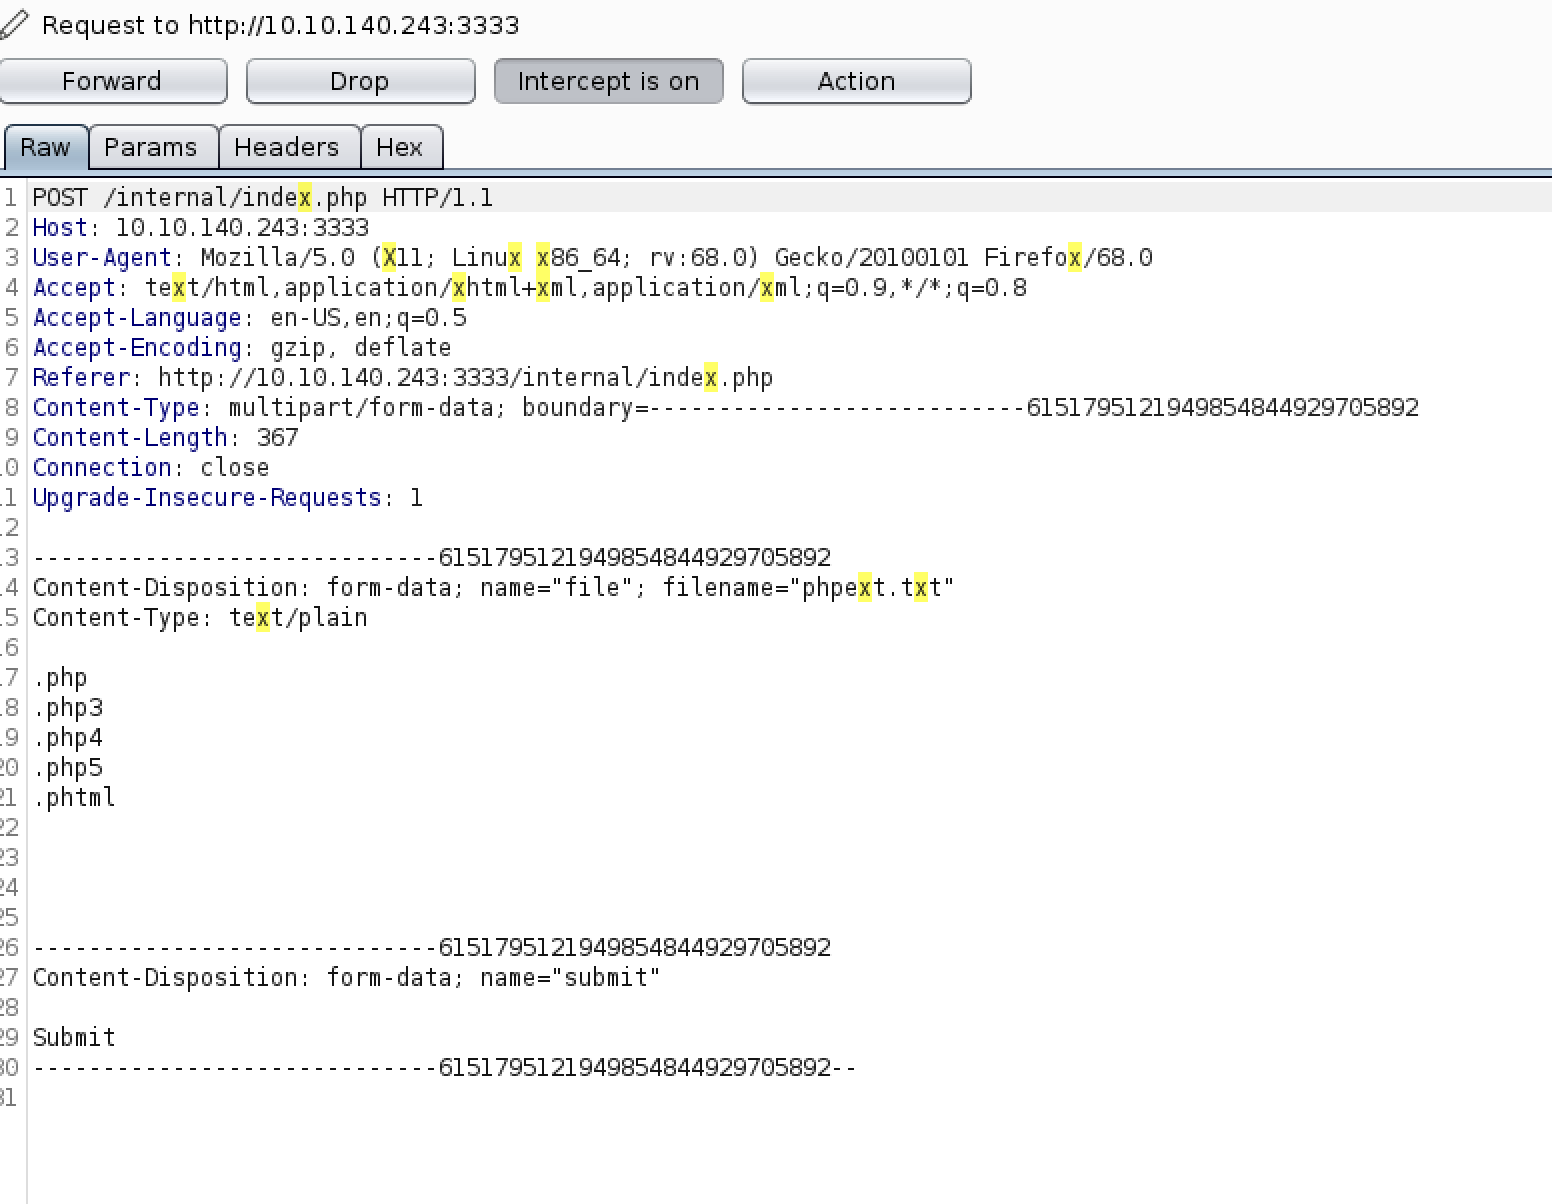 Request to http://10.10.140.243:3333
Forward Drop Intercept is on Action
Raw Params Headers Hex
1 POST /internal/index.php HTTP/1.1
2 Host: 10.10.140.243:3333
3 User-Agent: Mozilla/5.0 (X11; Linux x86_64; rv:68.0) Gecko/20100101 Firefox/68.0
4 Accept: text/html,application/xhtml+xml,application/xml;q=0.9,*/*;q=0.8
5 Accept-Language: en-US,en;q=0.5
6 Accept-Encoding: gzip, deflate
7 Referer: http://10.10.140.243:3333/internal/index.php
8 Content-Type: multipart/form-data; boundary=---------------------------6151795121949854844929705892
9 Content-Length: 367
10 Connection: close
11 Upgrade-Insecure-Requests: 1
12
13 -----------------------------6151795121949854844929705892
14 Content-Disposition: form-data; name="file"; filename="phpext.txt"
15 Content-Type: text/plain
16
17 .php
18 .php3
19 .php4
20 .php5
21 .phtml
22
23
24
25
26 -----------------------------6151795121949854844929705892
27 Content-Disposition: form-data; name="submit"
28
29 Submit
30 -----------------------------6151795121949854844929705892--
31